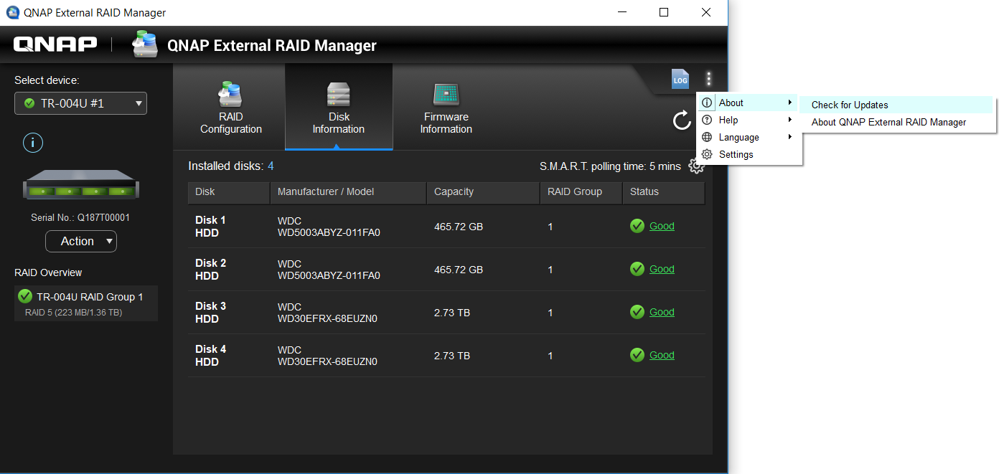 QNAP External RAID Manager
QNAP
QNAP External RAID Manager
Select device:
TR-004U #1
i
Serial No.: Q187T00001
Action
RAID Overview
TR-004U RAID Group 1
RAID 5 (223 MB/1.36 TB)
RAID
Configuration
Disk
Information
Firmware
Information
LOG
About
Help
Language
Settings
Check for Updates
About QNAP External RAID Manager
Installed disks: 4
S.M.A.R.T. polling time: 5 mins
Disk Manufacturer / Model Capacity RAID Group Status
Disk 1
HDD
WDC
WD5003ABYZ-011FA0
465.72 GB
1
Good
Disk 2
HDD
WDC
WD5003ABYZ-011FA0
465.72 GB
1
Good
Disk 3
HDD
WDC
WD30EFRX-68EUZN0
2.73 TB
1
Good
Disk 4
HDD
WDC
WD30EFRX-68EUZN0
2.73 TB
1
Good